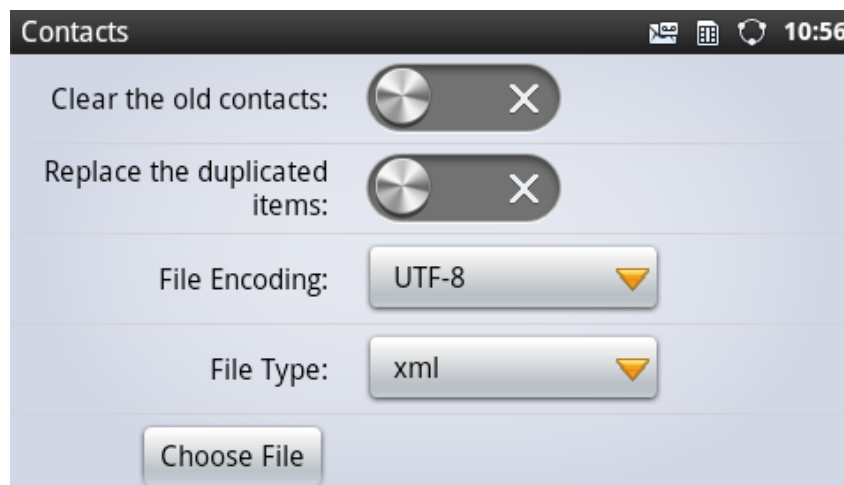 Contacts 10:56
Clear the old contacts:
Replace the duplicated
items:
File Encoding: UTF-8
File Type: xml
Choose File